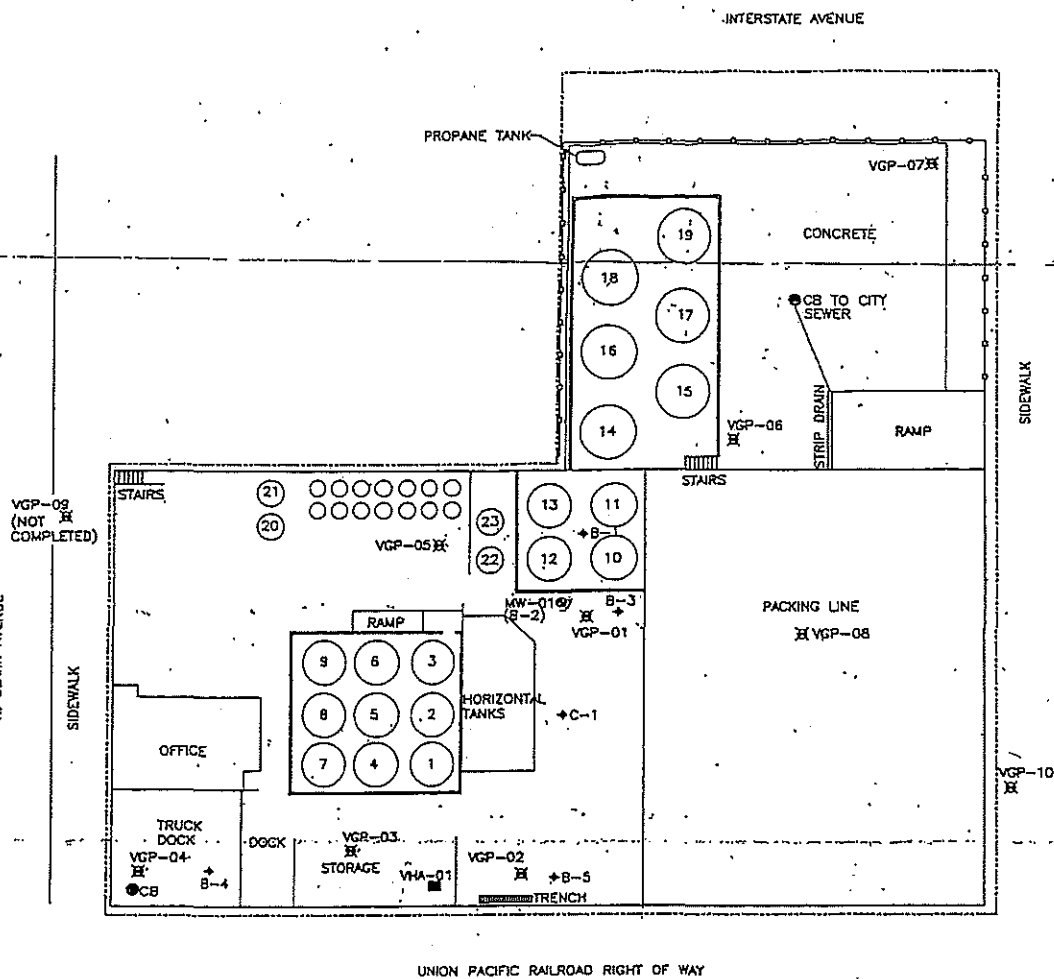 INTERSTATE AVENUE
PROPANE TANK
VGP-07
19
CONCRETE
18
CB TO CITY
SEWER
17
16
15
SIDEWALK
14
VGP-06
STRIP DRAIN
RAMP
STAIRS
STAIRS
VGP-09
(NOT
COMPLETED)
21
20
23
22
VGP-05
13
11
B-1
12
10
MW-01
(B-2)
B-3
VGP-01
PACKING LINE
VGP-08
RAMP
9
6
3
8
5
2
7
4
1
HORIZONTAL
TANKS
C-1
SIDEWALK
OFFICE
VGP-10
TRUCK
DOCK
DOCK
VGP-03
STORAGE
VGP-04
B-4
CB
VHA-01
VGP-02
B-5
TRENCH
UNION PACIFIC RAILROAD RIGHT OF WAY